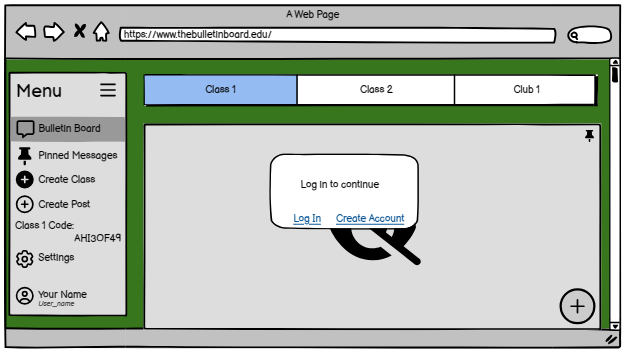 A Web Page
https://www.thebulletinboard.edu/
Menu
Class 1
Class 2
Club 1
Bulletin Board
Pinned Messages
Create Class
Create Post
Class 1 Code:
AHI3OF49
Settings
Your Name
User_name
Log in to continue
Log In
Create Account